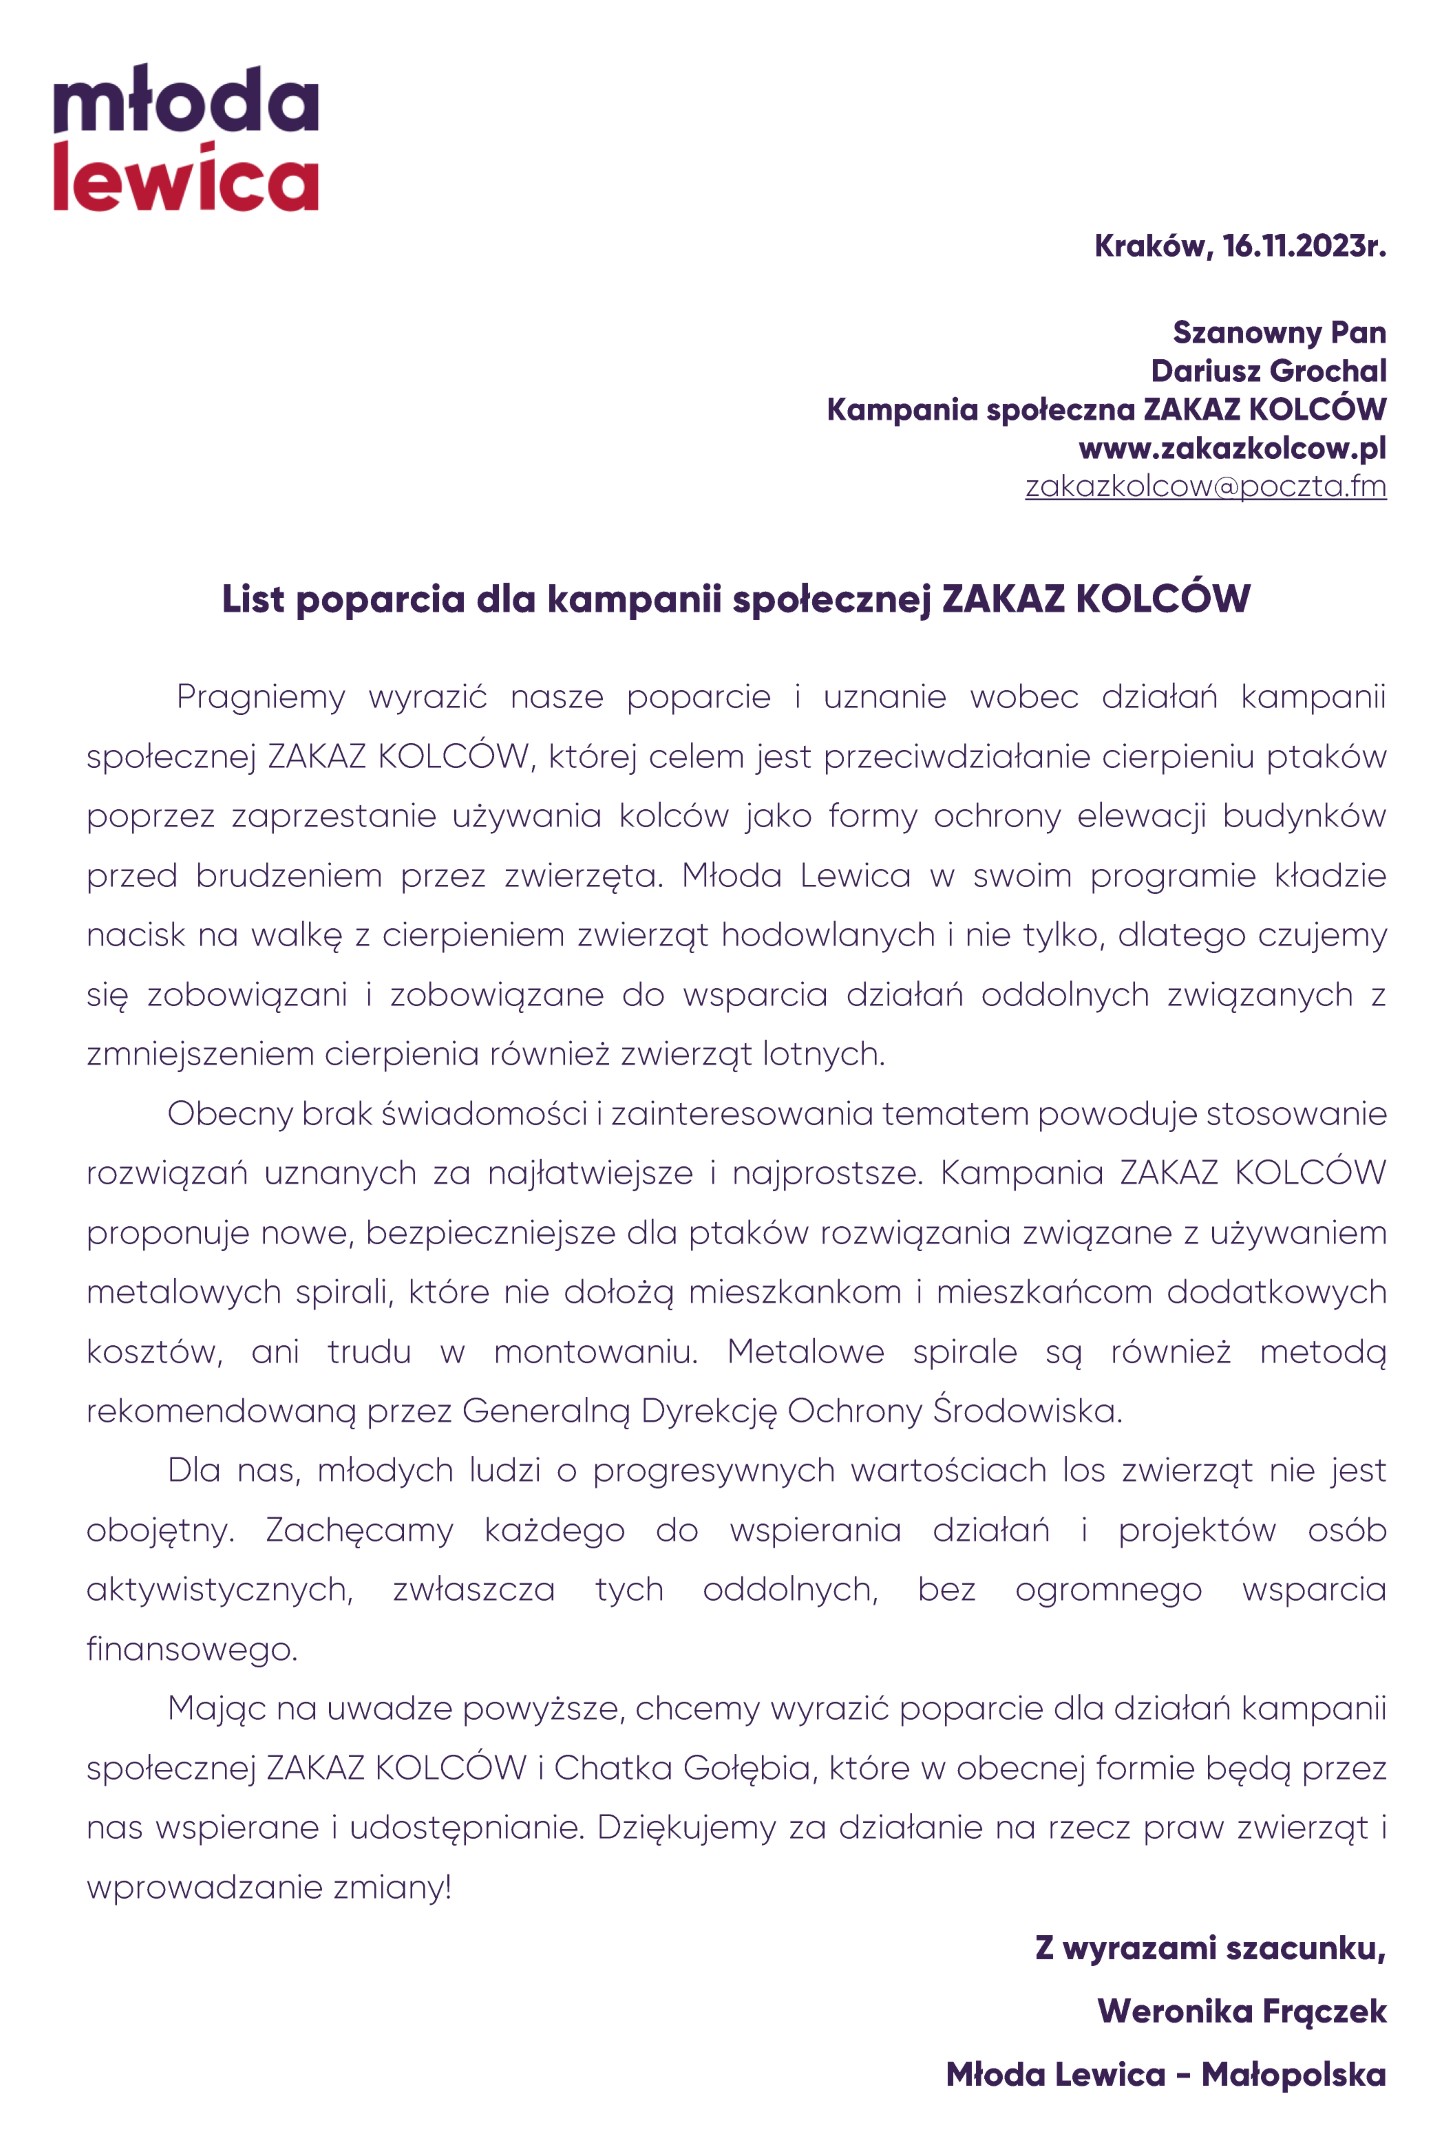 młoda
lewica
Kraków, 16.11.2023r.
Szanowny Pan
Dariusz Grochal
Kampania społeczna ZAKAZ KOLCÓW
www.zakazkolcow.pl
zakazkolcow@poczta.fm
List poparcia dla kampanii społecznej ZAKAZ KOLCÓW
Pragniemy wyrazić nasze poparcie i uznanie wobec działań kampanii
społecznej ZAKAZ KOLCÓW, której celem jest przeciwdziałanie cierpieniu ptaków
poprzez zaprzestanie używania kolców jako formy ochrony elewacji budynków
przed brudzeniem przez zwierzęta. Młoda Lewica w swoim programie kładzie
nacisk na walkę z cierpieniem zwierząt hodowlanych i nie tylko, dlatego czujemy
się zobowiązani i zobowiązane do wsparcia działań oddolnych związanych z
zmniejszeniem cierpienia również zwierząt lotnych.
Obecny brak świadomości i zainteresowania tematem powoduje stosowanie
rozwiązań uznanych za najłatwiejsze i najprostsze. Kampania ZAKAZ KOLCÓW
proponuje nowe, bezpieczniejsze dla ptaków rozwiązania związane z używaniem
metalowych spirali, które nie dołożą mieszkankom i mieszkańcom dodatkowych
kosztów, ani trudu w montowaniu. Metalowe spirale są również metodą
rekomendowaną przez Generalną Dyrekcję Ochrony Środowiska.
Dla nas, młodych ludzi o progresywnych wartościach los zwierząt nie jest
obojętny. Zachęcamy każdego do wspierania działań i projektów osób
aktywistycznych, zwłaszcza tych oddolnych, bez ogromnego wsparcia
finansowego.
Mając na uwadze powyższe, chcemy wyrazić poparcie dla działań kampanii
społecznej ZAKAZ KOLCÓW i Chatka Gołębia, które w obecnej formie będą przez
nas wspierane i udostępnianie. Dziękujemy za działanie na rzecz praw zwierząt i
wprowadzanie zmiany!
Z wyrazami szacunku,
Weronika Frączek
Młoda Lewica - Małopolska